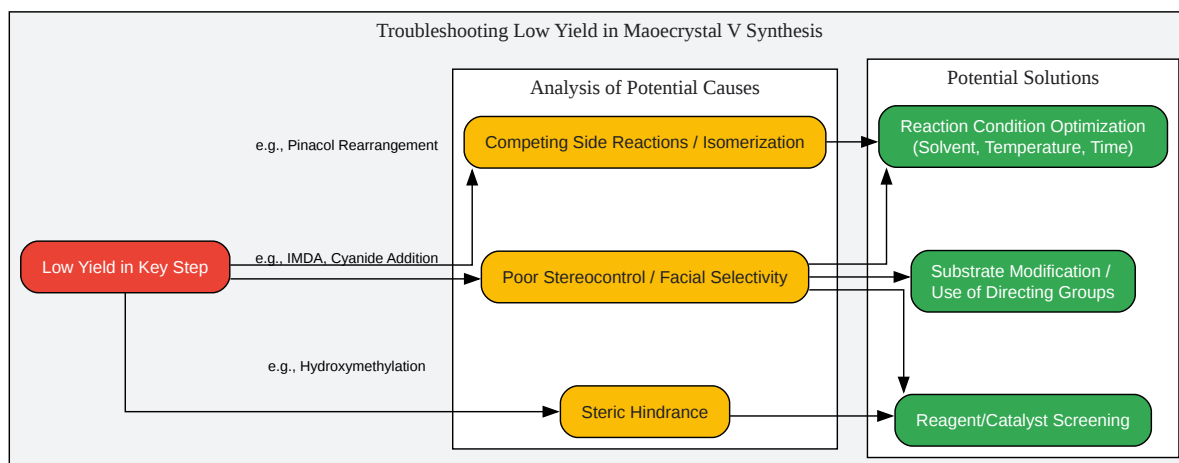 Troubleshooting Low Yield in Maoecrystal V Synthesis
Analysis of Potential Causes
Potential Solutions
e.g., Pinacol Rearrangement
Competing Side Reactions / Isomerization
Reaction Condition Optimization
(Solvent, Temperature, Time)
Low Yield in Key Step
e.g., IMDA, Cyanide Addition
Poor Stereocontrol / Facial Selectivity
Substrate Modification /
Use of Directing Groups
e.g., Hydroxymethylation
Steric Hindrance
Reagent/Catalyst Screening